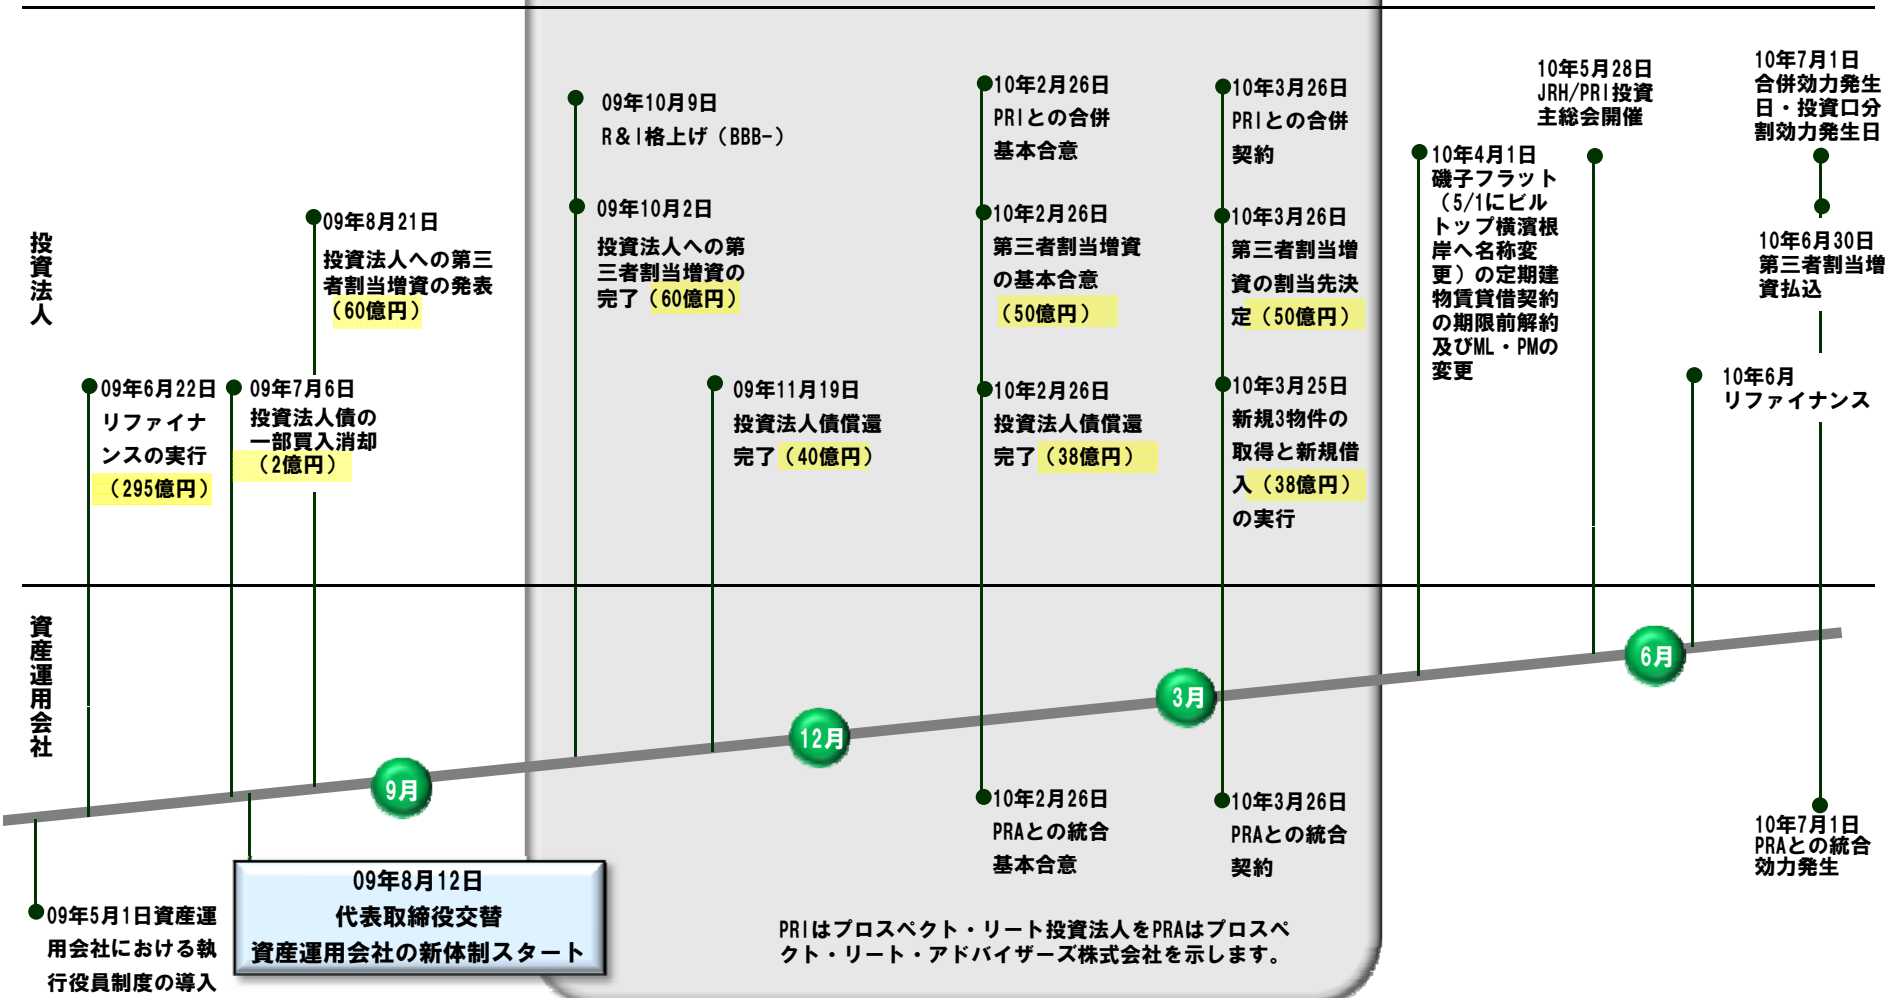 投資法人
09年6月22日
リファイナ
ンスの実行
(295億円)
09年7月6日
投資法人債の
一部買入消却
(2億円)
09年8月21日
投資法人への第三
者割当増資の発表
(60億円)
09年10月9日
R&I格上げ(BBB-)
09年10月2日
投資法人への第
三者割当増資の
完了(60億円)
09年11月19日
投資法人債償還
完了(40億円)
10年2月26日
PRIとの合併
基本合意
10年2月26日
第三者割当増資
の基本合意
(50億円)
10年2月26日
投資法人債償還
完了(38億円)
10年3月26日
PRIとの合併
契約
10年3月26日
第三者割当増
資の割当先決
定(50億円)
10年3月25日
新規3物件の
取得と新規借
入(38億円)
の実行
10年4月1日
磯子フラット
(5/1にビル
トップ横濱根
岸へ名称変
更)の定期建
物賃貸借契約
の期限前解約
及びML・PMの
変更
10年5月28日
JRH/PRI投資
主総会開催
10年6月
リファイナンス
10年7月1日
合併効力発生
日・投資口分
割効力発生日
10年6月30日
第三者割当増
資払込
資産運用会社
9月
12月
3月
6月
09年5月1日資産運
用会社における執
行役員制度の導入
09年8月12日
代表取締役交替
資産運用会社の新体制スタート
10年2月26日
PRAとの統合
基本合意
10年3月26日
PRAとの統合
契約
10年7月1日
PRAとの統合
効力発生
PRIはプロスペクト・リート投資法人をPRAはプロスペ
クト・リート・アドバイザーズ株式会社を示します。